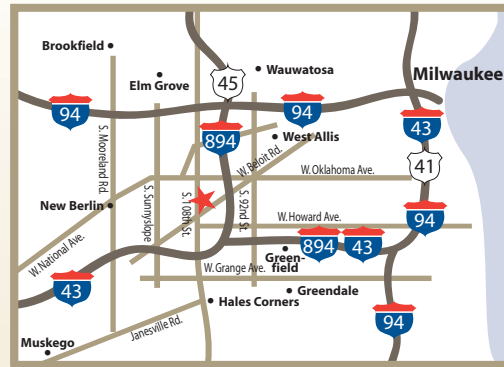 Brookfield
Elm Grove
45
Wauwatosa
Milwaukee
94
94
43
894
West Allis
41
S. Mooreland Rd.
W. Beloit Rd.
W. Oklahoma Ave.
New Berlin
S. Sunnyslope
S. 108th St.
S. 92nd St.
W. Howard Ave.
94
W. National Ave.
894
43
Green-
field
W. Grange Ave.
43
Greendale
Hales Corners
94
Janesville Rd.
Muskego